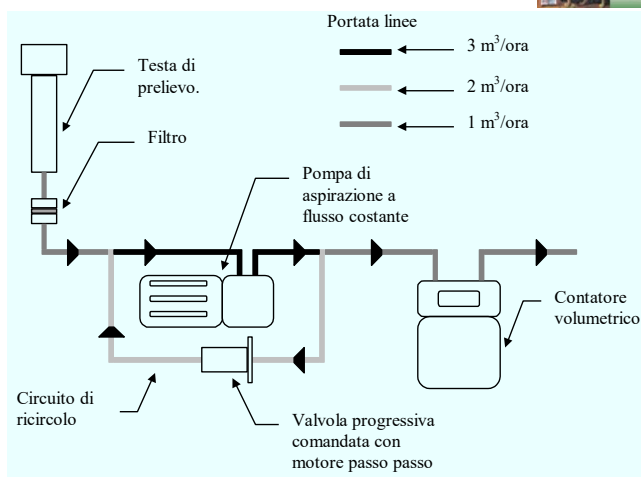 Portata linee
3 m³/ora
2 m³/ora
1 m³/ora
Testa di
prelievo.
Filtro
Pompa di
aspirazione a
flusso costante
Contatore
volumetrico
Circuito di
ricircolo
Valvola progressiva
comandata con
motore passo passo